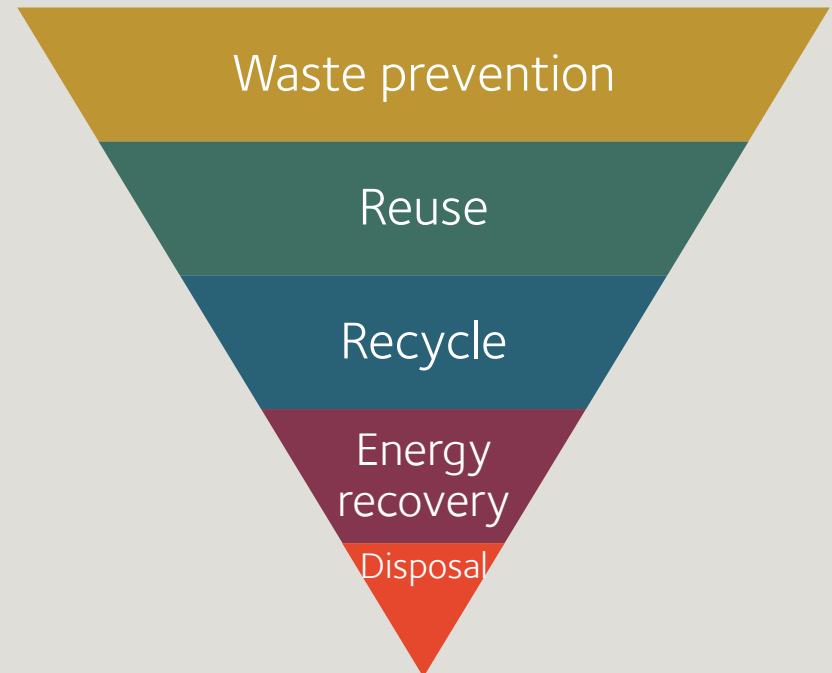 Waste prevention
Reuse
Recycle
Energy
recovery
Disposal